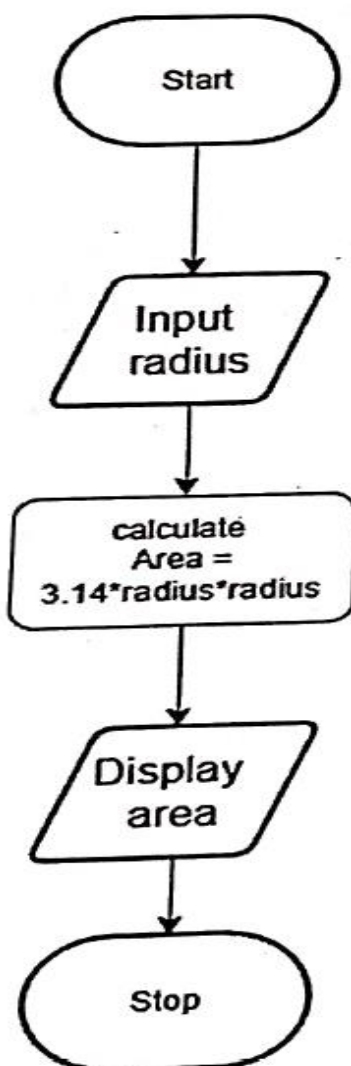 Start
Input
radius
calculate
Area =
3.14*radius*radius
Display
area
Stop